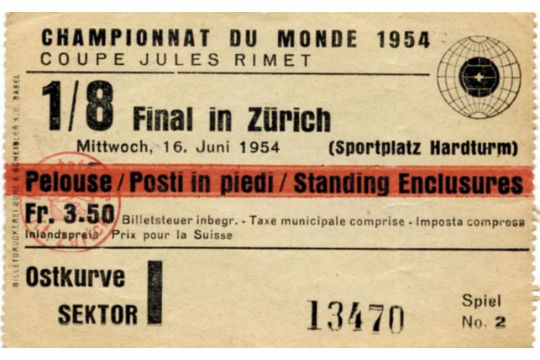 CHAMPIONNAT DU MONDE 1954
COUPE JULES RIMET
1/8 Final in Zürich
Mittwoch, 16. Juni 1954 (Sportplatz Hardturm)
Pelouse / Posti in piedi / Standing Enclusures
Fr. 3.50 Billetsteuer inbegr. - Taxe municipale comprise - Imposta compresa
Inlandspreis Prix pour la Suisse
Ostkurve
SEKTOR I
13470
Spiel
No. 2